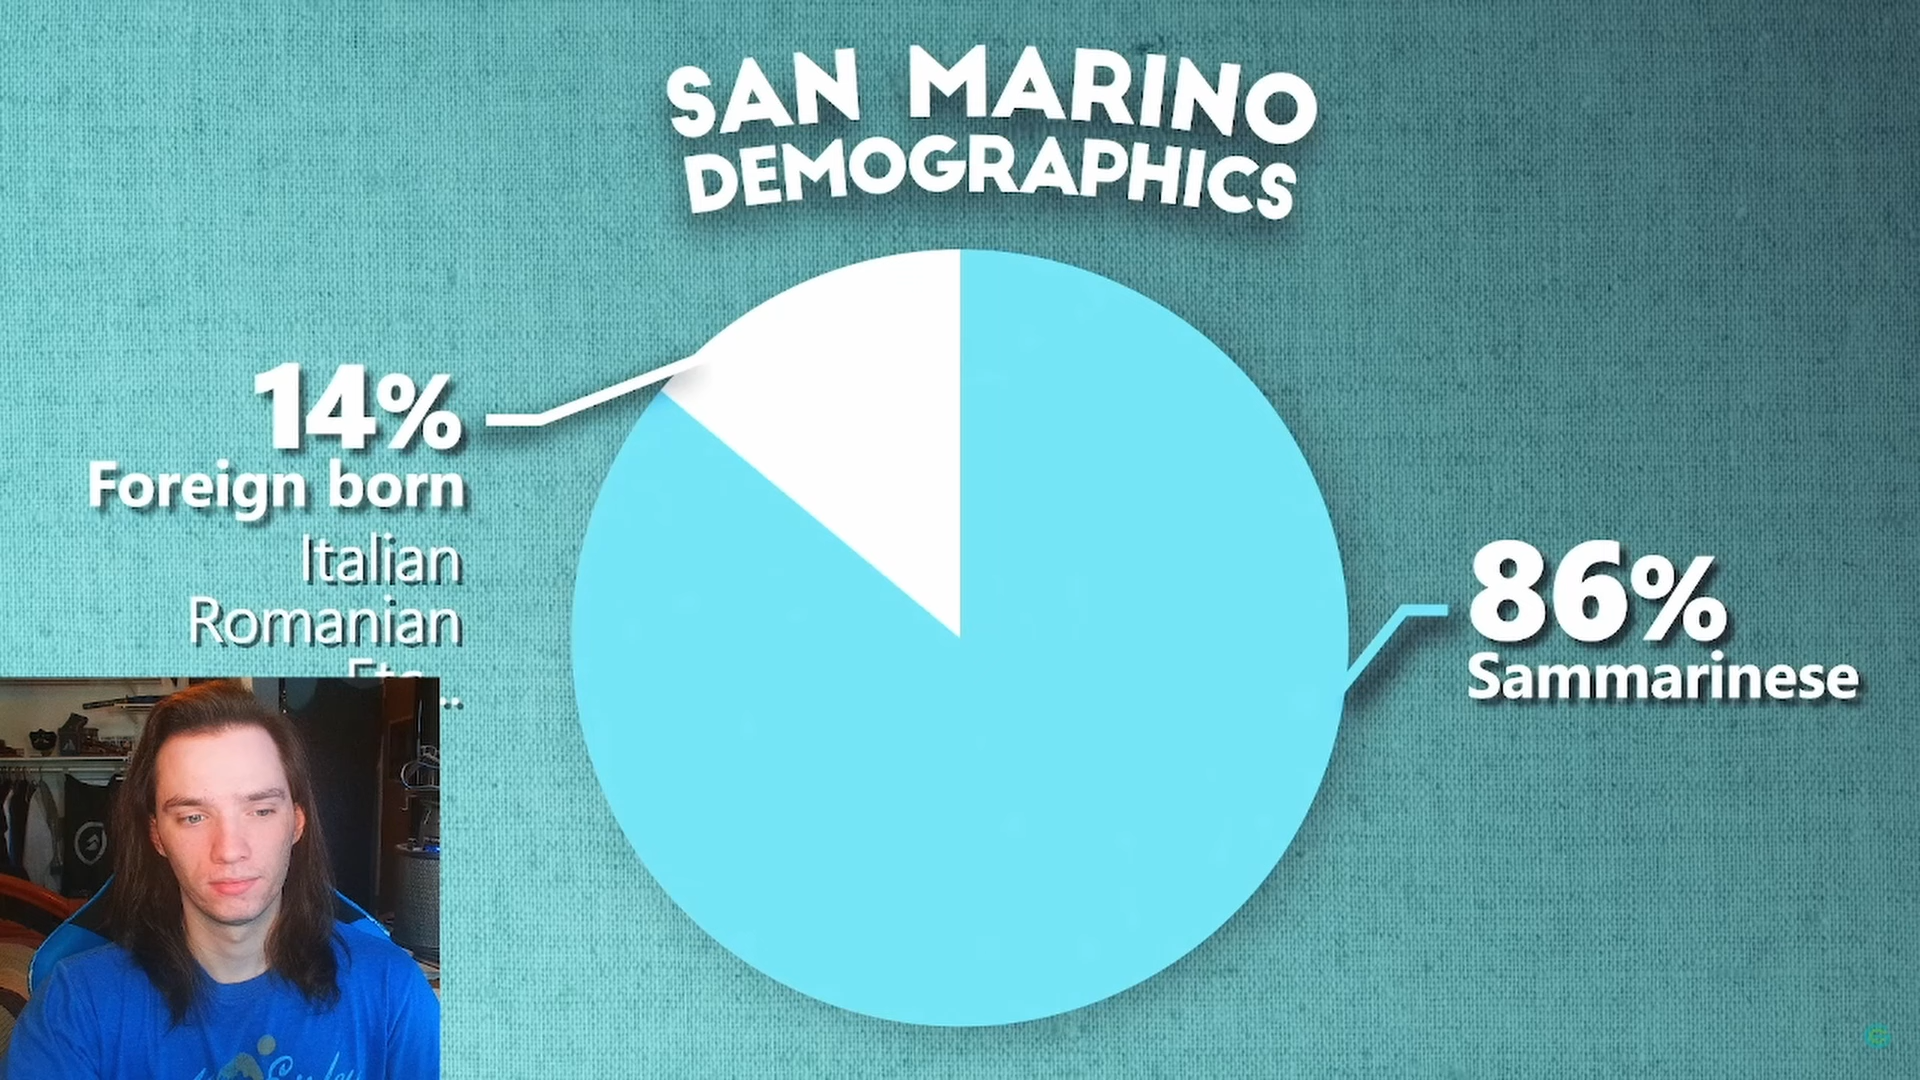 SAN MARINO
DEMOGRAPHICS
14%
Foreign born
Italian
Romanian
86%
Sammarinese